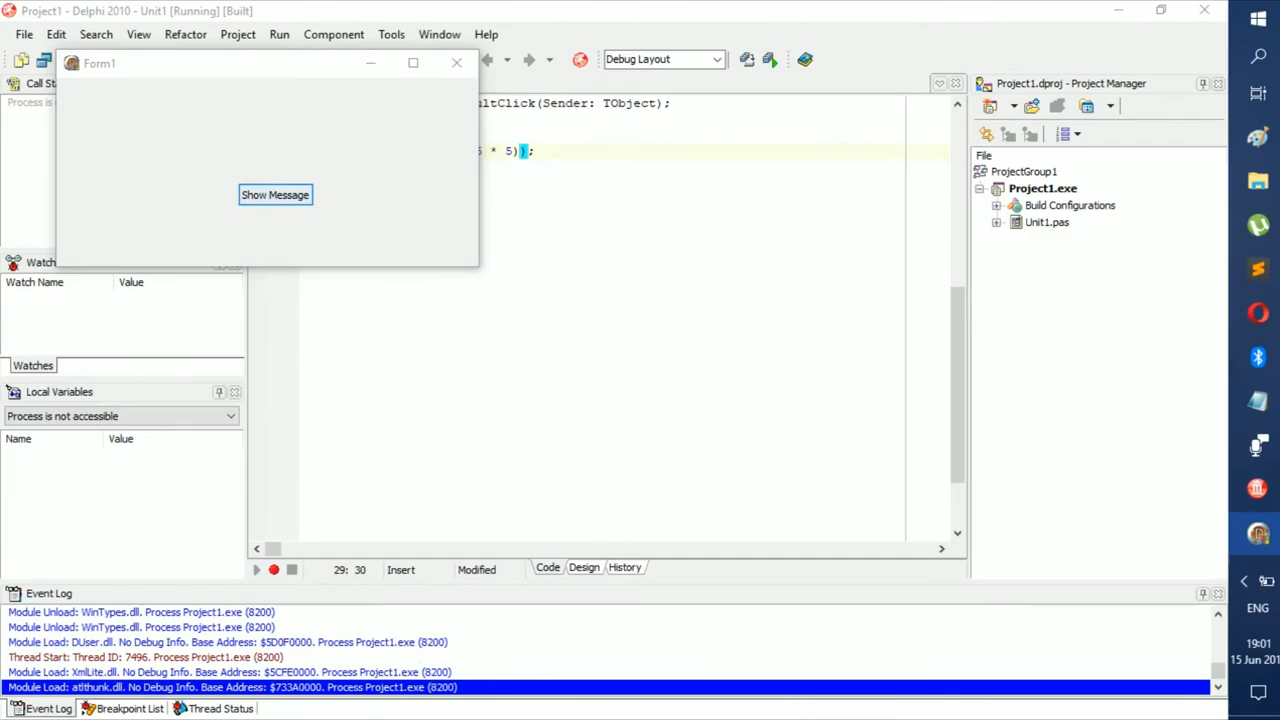 Project1 - Delphi 2010 - Unit1 [Running] [Built]
File Edit Search View Refactor Project Run Component Tools Window Help
Debug Layout
Form1
Show Message
Call St
Process is
ultClick(Sender: TObject);
* 5));
Watch
Watch Name Value
Watches
Local Variables
Process is not accessible
Name Value
29: 30 Insert Modified Code Design History
Project1.dproj - Project Manager
File
ProjectGroup1
Project1.exe
Build Configurations
Unit1.pas
Event Log
Module Unload: WinTypes.dll. Process Project1.exe (8200)
Module Unload: WinTypes.dll. Process Project1.exe (8200)
Module Load: DUser.dll. No Debug Info. Base Address: $5D0F0000. Process Project1.exe (8200)
Thread Start: Thread ID: 7496. Process Project1.exe (8200)
Module Load: XmlLite.dll. No Debug Info. Base Address: $5CFE0000. Process Project1.exe (8200)
Module Load: atlthunk.dll. No Debug Info. Base Address: $733A0000. Process Project1.exe (8200)
Event Log Breakpoint List Thread Status
ENG
19:01
15 Jun 201